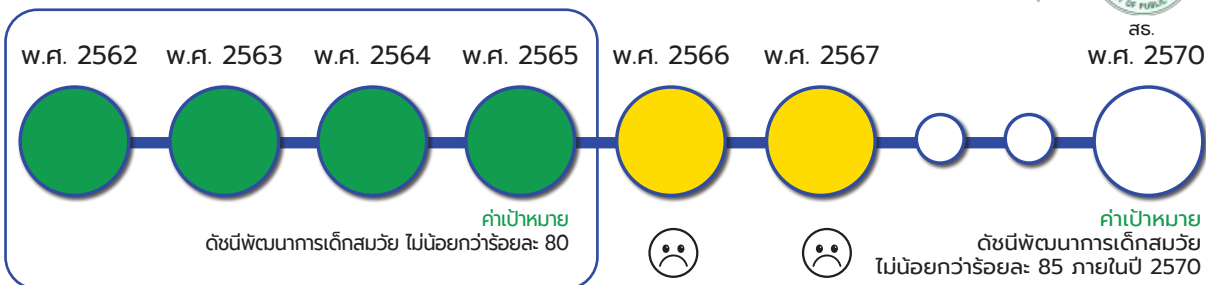 OF PUBLIC
สธ.
พ.ศ. 2562 พ.ศ. 2563 พ.ศ. 2564 พ.ศ. 2565 พ.ศ. 2566 พ.ศ. 2567 พ.ศ. 2570
ค่าเป้าหมาย
ดัชนีพัฒนาการเด็กสมวัย ไม่น้อยกว่าร้อยละ 80
ค่าเป้าหมาย
ดัชนีพัฒนาการเด็กสมวัย
ไม่น้อยกว่าร้อยละ 85 ภายในปี 2570